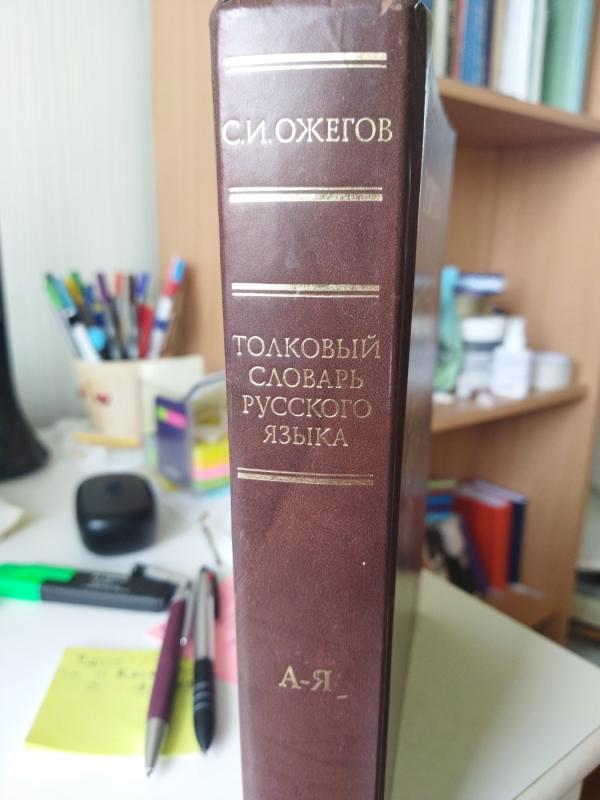 С.И. ОЖЕГОВ
ТОЛКОВЫЙ
СЛОВАРЬ
РУССКОГО
ЯЗЫКА
А-Я